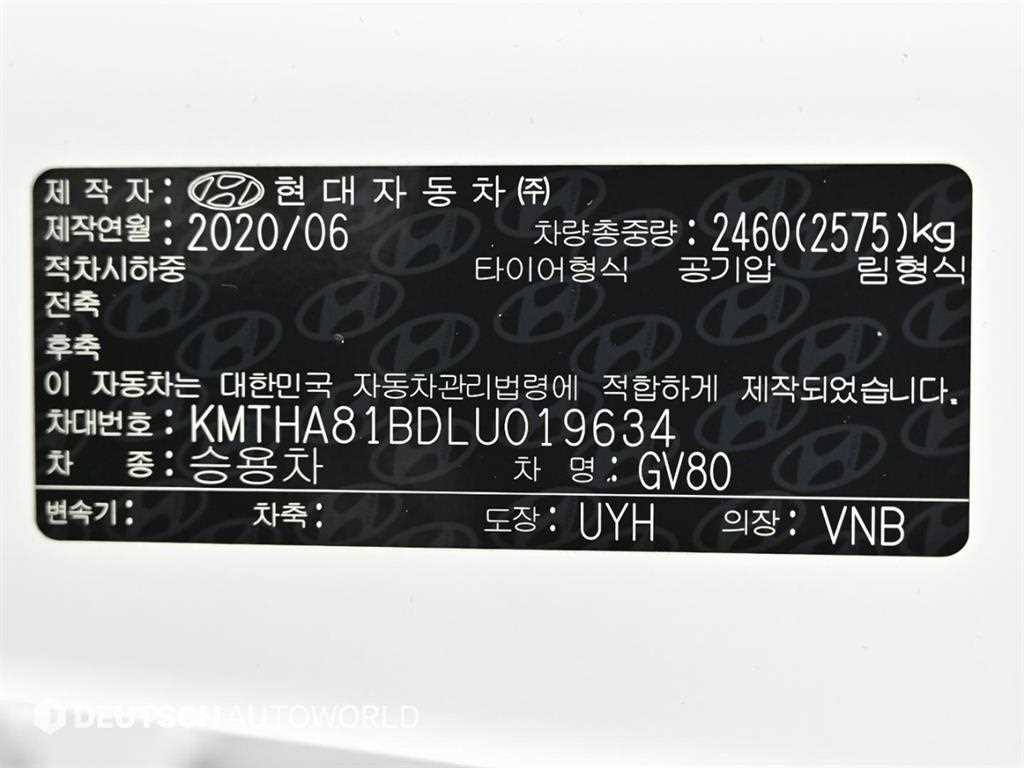 제 작 자 : 현대자동차㈜
제작연월 : 2020/06 차량총중량 : 2460(2575)kg
적차시하중 타이어형식 공기압 림형식
전축
후축
이 자동차는 대한민국 자동차관리법령에 적합하게 제작되었습니다.
차대번호 : KMTHA81BDLU019634
차 종 : 승용차 차 명 : GV80
변속기 : 차축 : 도장 : UYH 의장 : VNB
DEUTSCH AUTOWORLD